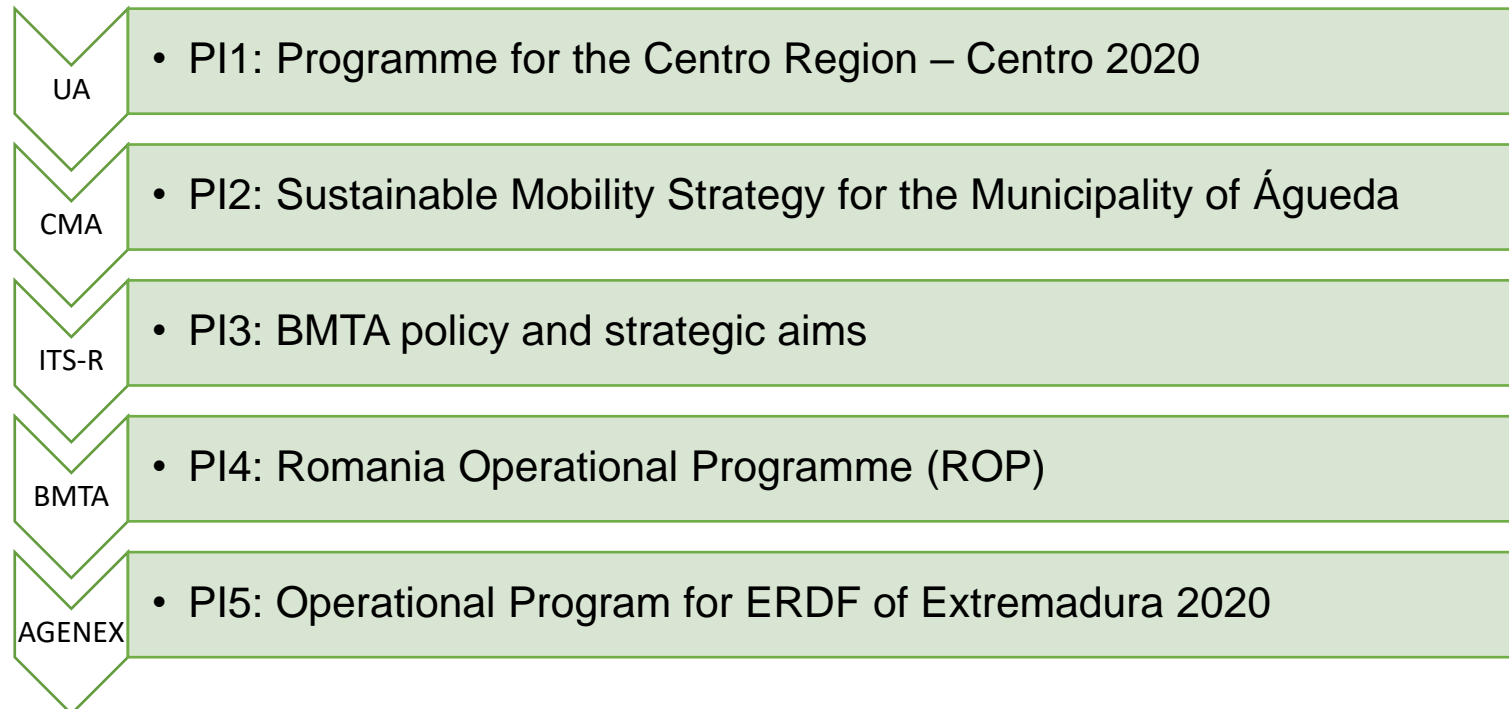 UA
• PI1: Programme for the Centro Region – Centro 2020
CMA
• PI2: Sustainable Mobility Strategy for the Municipality of Águeda
ITS-R
• PI3: BMTA policy and strategic aims
BMTA
• PI4: Romania Operational Programme (ROP)
AGENEX
• PI5: Operational Program for ERDF of Extremadura 2020